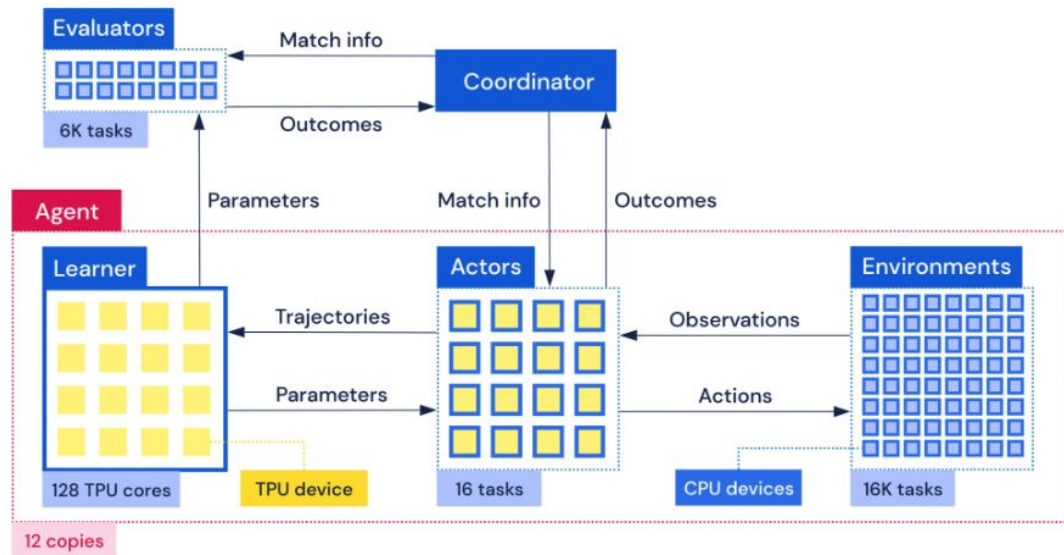 Evaluators
Match info
Coordinator
Outcomes
6K tasks
Parameters
Match info
Outcomes
Agent
Learner
Actors
Environments
Trajectories
Observations
Parameters
Actions
128 TPU cores
TPU device
16 tasks
CPU devices
16K tasks
12 copies